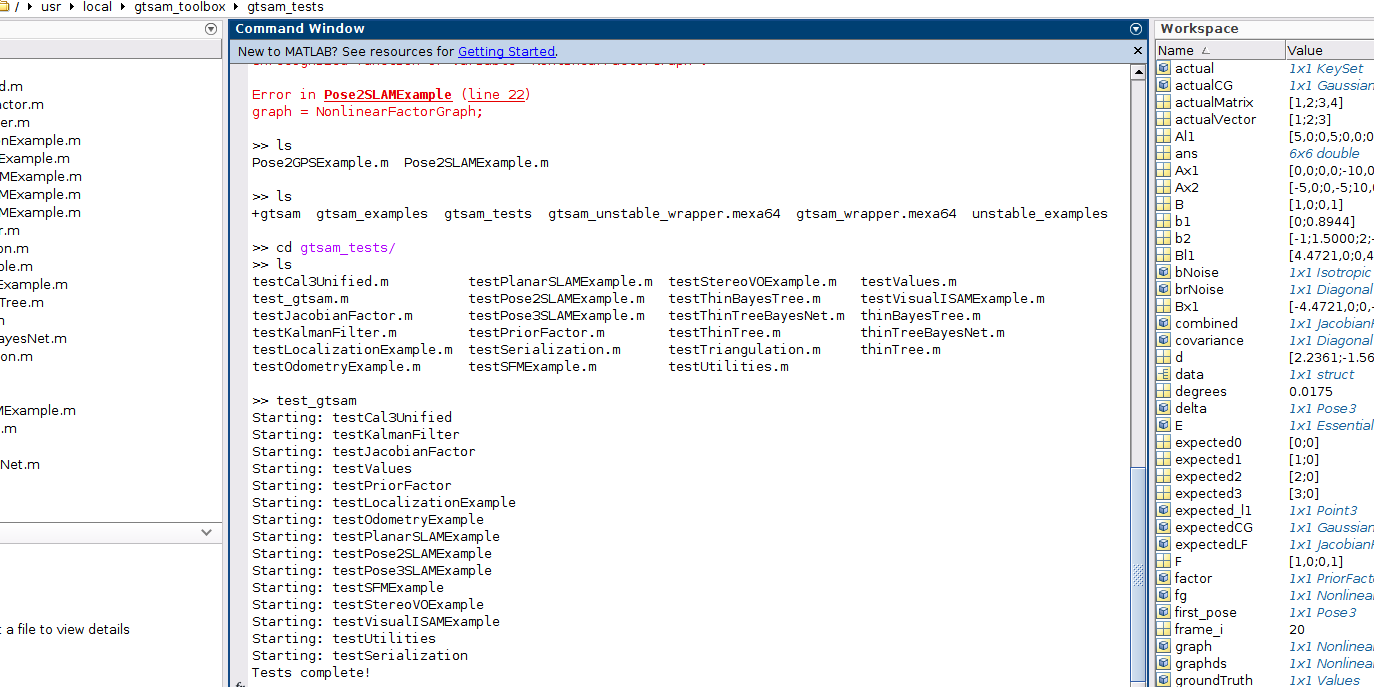 / usr local gtsam_toolbox gtsam_tests
d.m
actor.m
er.m
nExample.m
Example.m
MExample.m
MExample.m
MExample.m
r.m
on.m
ple.m
Example.m
Tree.m
n
ayesNet.m
on.m
MExample.m
.m
Net.m
a file to view details
Command Window
New to MATLAB? See resources for Getting Started.
Error in Pose2SLAMExample (line 22)
graph = NonlinearFactorGraph;
>> ls
Pose2GPSExample.m Pose2SLAMExample.m
>> ls
+gtsam gtsam_examples gtsam_tests gtsam_unstable_wrapper.mexa64 gtsam_wrapper.mexa64 unstable_examples
>> cd gtsam_tests/
>> ls
testCal3Unified.m testPlanarSLAMExample.m testStereoVOExample.m testValues.m
test_gtsam.m testPose2SLAMExample.m testThinBayesTree.m testVisualISAMExample.m
testJacobianFactor.m testPose3SLAMExample.m testThinTreeBayesNet.m thinBayesTree.m
testKalmanFilter.m testPriorFactor.m testThinTree.m thinTreeBayesNet.m
testLocalizationExample.m testSerialization.m testTriangulation.m thinTree.m
testOdometryExample.m testSFMExample.m testUtilities.m
>> test_gtsam
Starting: testCal3Unified
Starting: testKalmanFilter
Starting: testJacobianFactor
Starting: testValues
Starting: testPriorFactor
Starting: testLocalizationExample
Starting: testOdometryExample
Starting: testPlanarSLAMExample
Starting: testPose2SLAMExample
Starting: testPose3SLAMExample
Starting: testSFMExample
Starting: testStereoVOExample
Starting: testVisualISAMExample
Starting: testUtilities
Starting: testSerialization
Tests complete!
Workspace
Name Value
actual 1x1 KeySet
actualCG 1x1 Gaussian
actualMatrix [1,2;3,4]
actualVector [1;2;3]
Al1 [5,0;0,5;0,0;0
ans 6x6 double
Ax1 [0,0;0,0;-10,0
Ax2 [-5,0;0,-5;10,0
B [1,0;0,1]
b1 [0;0.8944]
b2 [-1;1.5000;2;-
Bl1 [4.4721,0;0,4
bNoise 1x1 Isotropic
brNoise 1x1 Diagonal
Bx1 [-4.4721,0;0,-
combined 1x1 JacobianF
covariance 1x1 Diagonal
d [2.2361;-1.56
data 1x1 struct
degrees 0.0175
delta 1x1 Pose3
E 1x1 Essential
expected0 [0;0]
expected1 [1;0]
expected2 [2;0]
expected3 [3;0]
expected_l1 1x1 Point3
expectedCG 1x1 Gaussian
expectedLF 1x1 JacobianF
F [1,0;0,1]
factor 1x1 PriorFact
fg 1x1 Nonlinear
first_pose 1x1 Pose3
frame_i 20
graph 1x1 Nonlinear
graphds 1x1 Nonlinear
groundTruth 1x1 Values